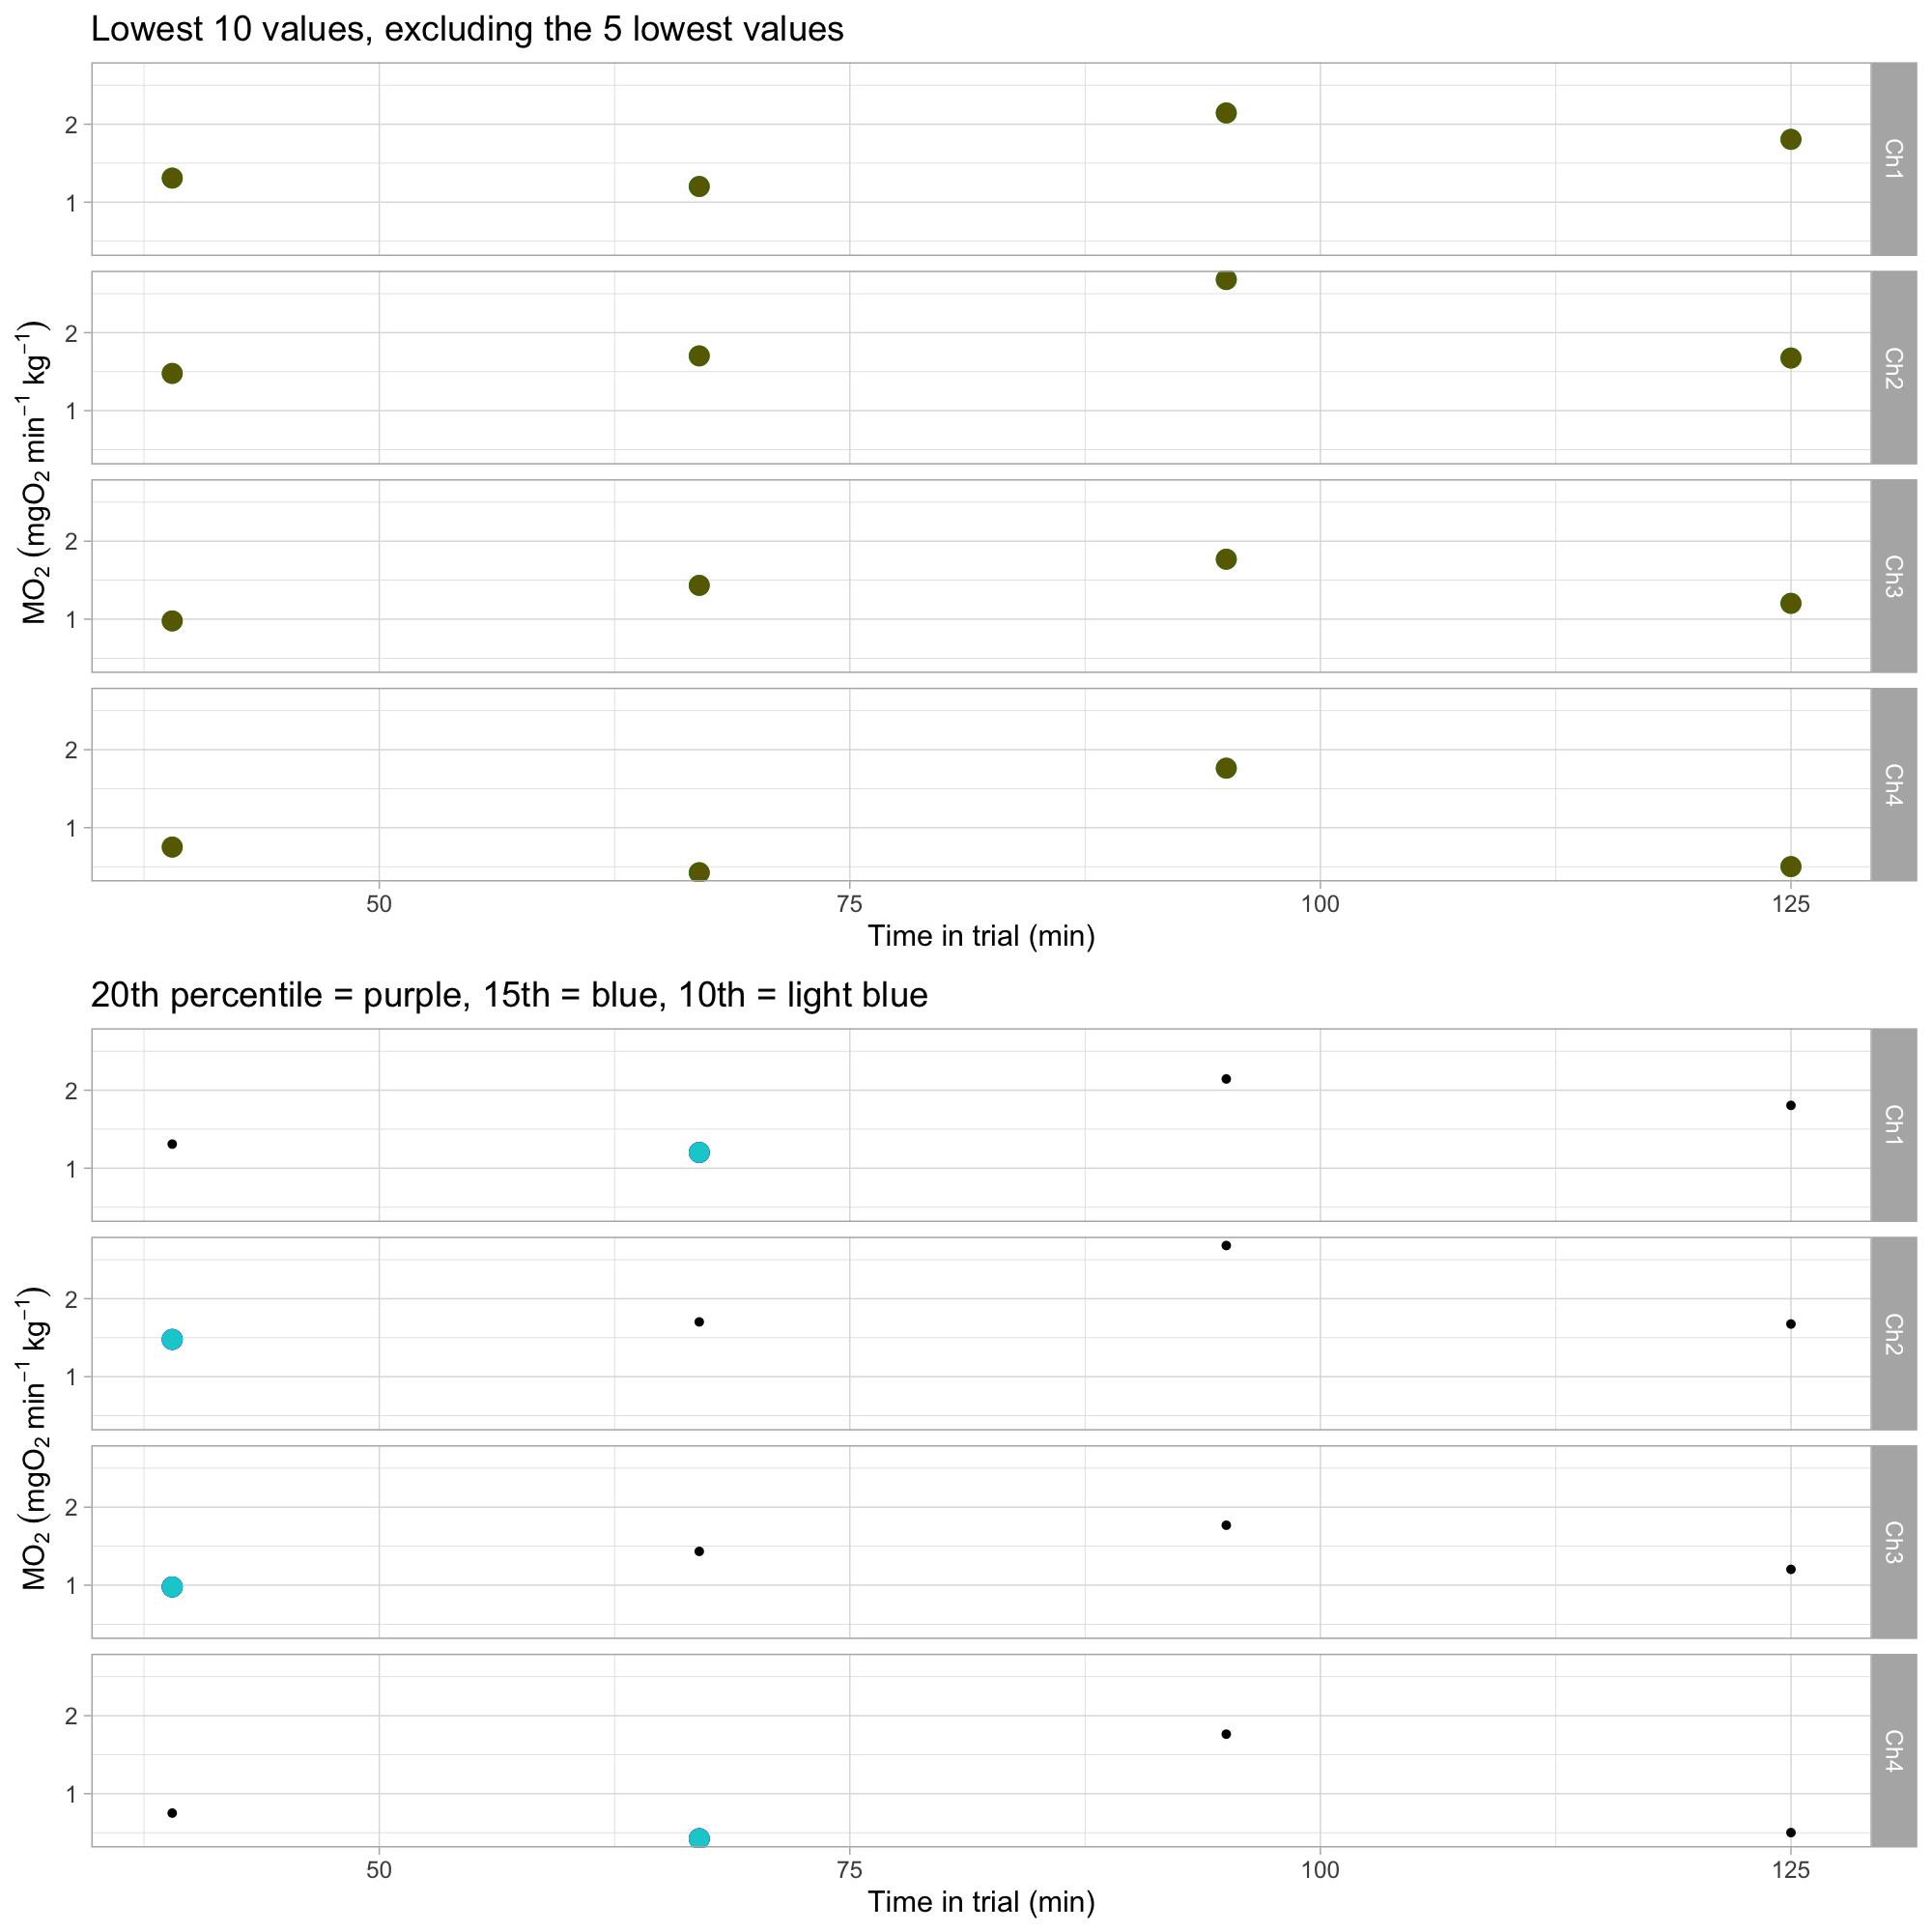 Lowest 10 values, excluding the 5 lowest values
2
1
Ch1
2
1
Ch2
2
1
Ch3
2
1
Ch4
MO₂ (mgO₂ min⁻¹ kg⁻¹)
50 75 100 125
Time in trial (min)
20th percentile = purple, 15th = blue, 10th = light blue
2
1
Ch1
2
1
Ch2
2
1
Ch3
2
1
Ch4
MO₂ (mgO₂ min⁻¹ kg⁻¹)
50 75 100 125
Time in trial (min)